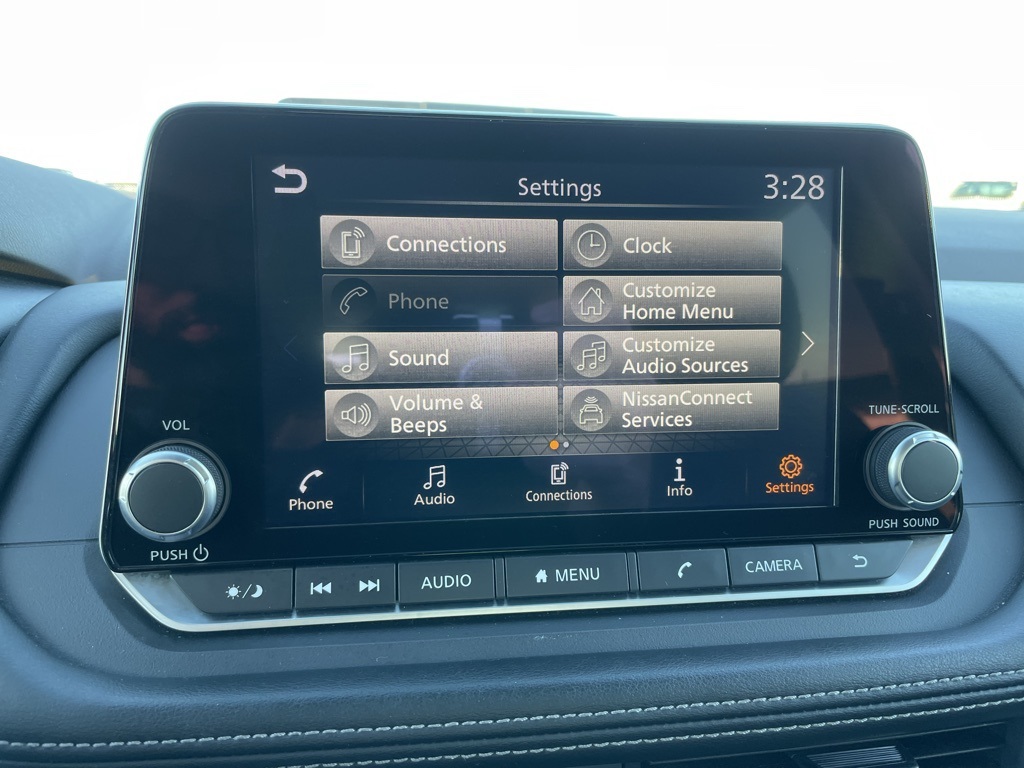 Settings
3:28
Connections
Clock
Phone
Customize
Home Menu
Sound
Customize
Audio Sources
Volume &
Beeps
NissanConnect
Services
VOL
TUNE·SCROLL
Phone
Audio
Connections
Info
Settings
PUSH
PUSH SOUND
AUDIO
MENU
CAMERA